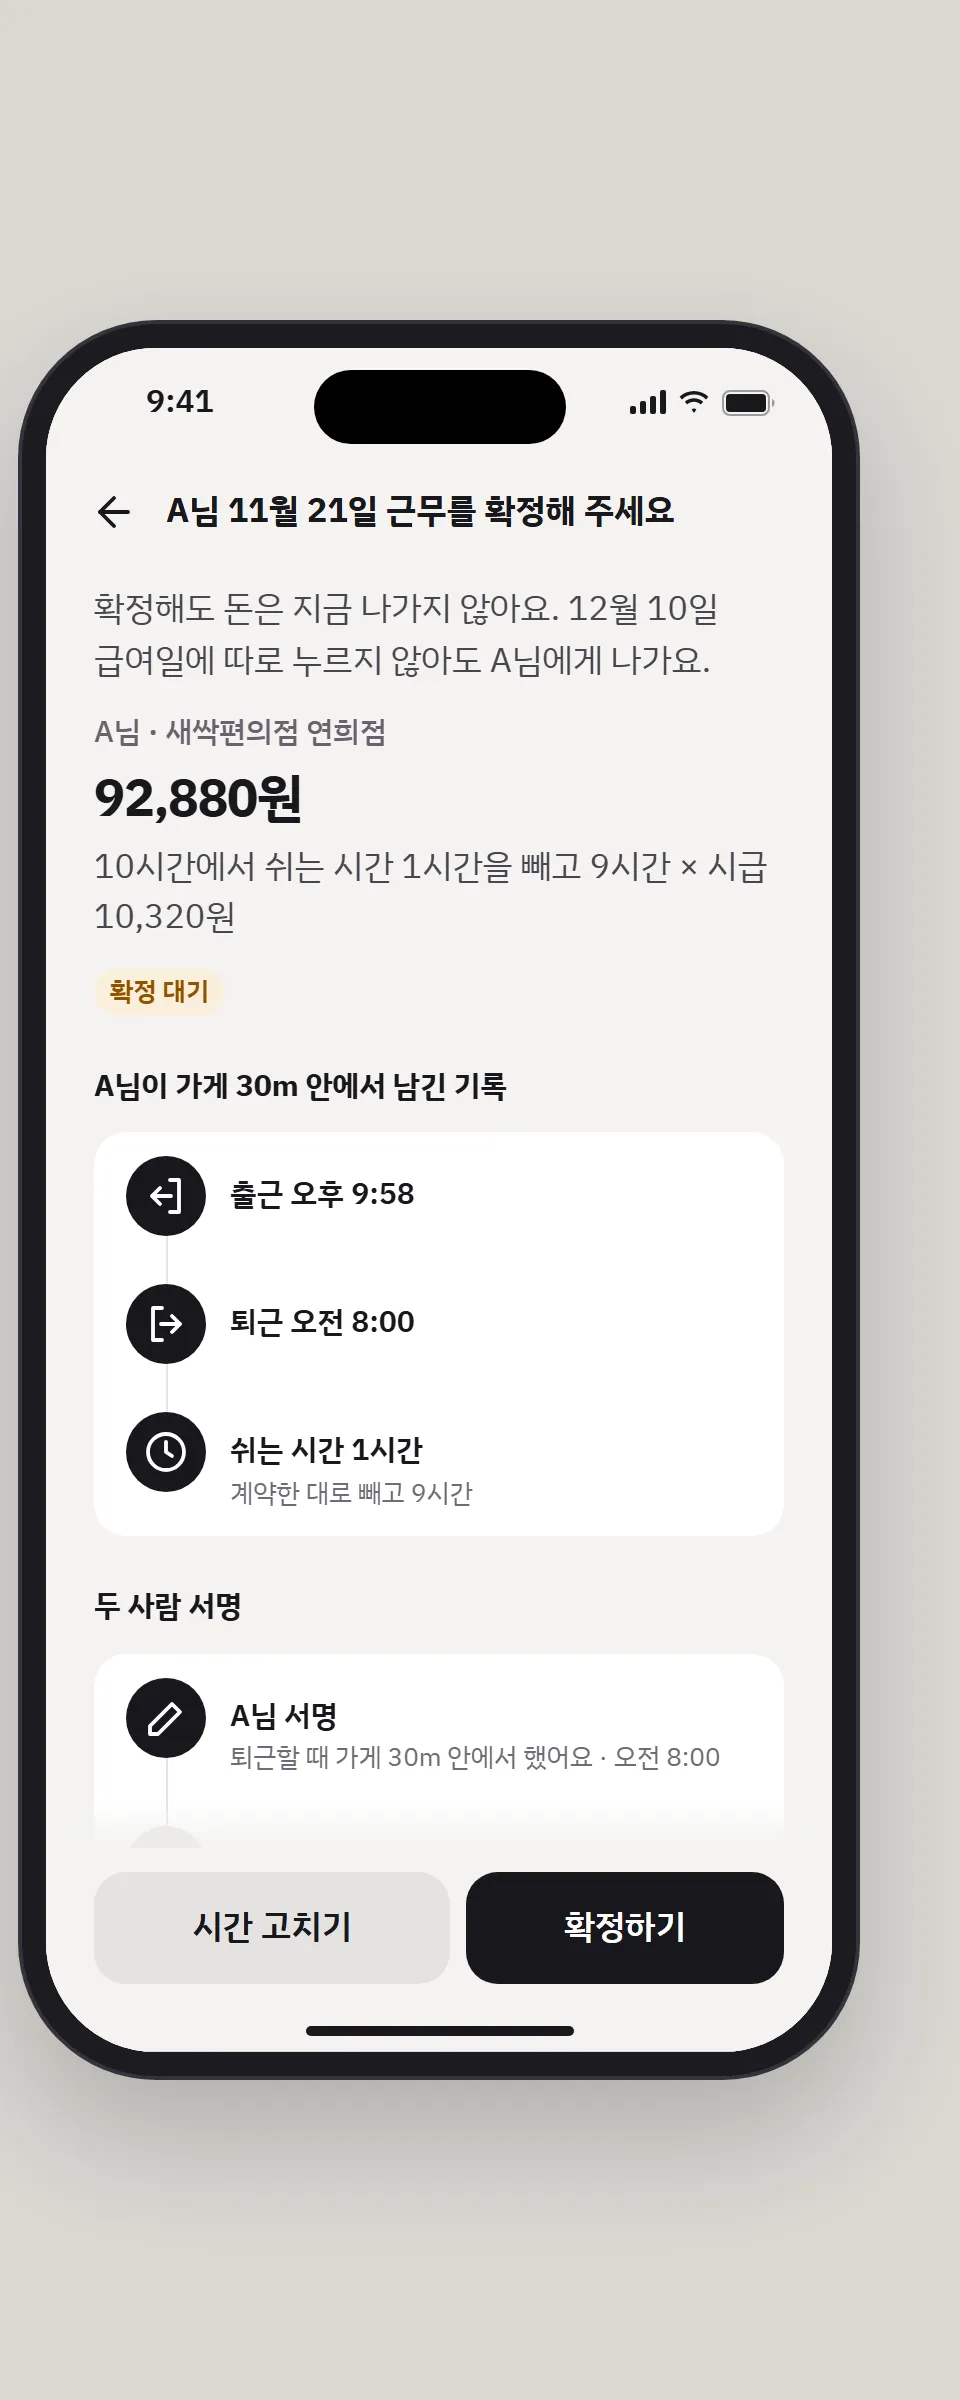 9:41
A님 11월 21일 근무를 확정해 주세요
확정해도 돈은 지금 나가지 않아요. 12월 10일
급여일에 따로 누르지 않아도 A님에게 나가요.
A님 · 새싹편의점 연희점
92,880원
10시간에서 쉬는 시간 1시간을 빼고 9시간 × 시급
10,320원
확정 대기
A님이 가게 30m 안에서 남긴 기록
출근 오후 9:58
퇴근 오전 8:00
쉬는 시간 1시간
계약한 대로 빼고 9시간
두 사람 서명
A님 서명
퇴근할 때 가게 30m 안에서 했어요 · 오전 8:00
시간 고치기
확정하기